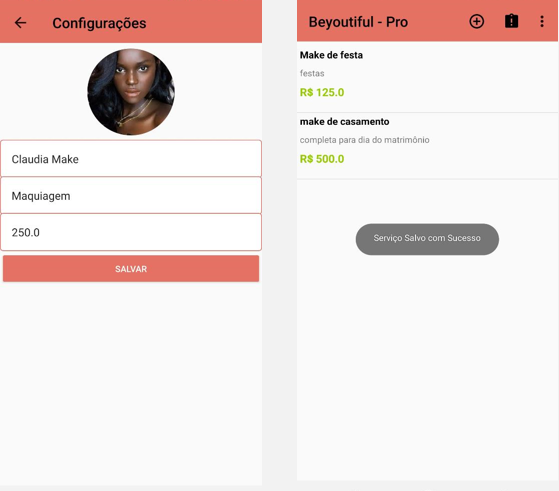 Configurações
Claudia Make
Maquiagem
250.0
SALVAR
Beyoutiful - Pro
Make de festa
festas
R$ 125.0
make de casamento
completa para dia do matrimônio
R$ 500.0
Serviço Salvo com Sucesso